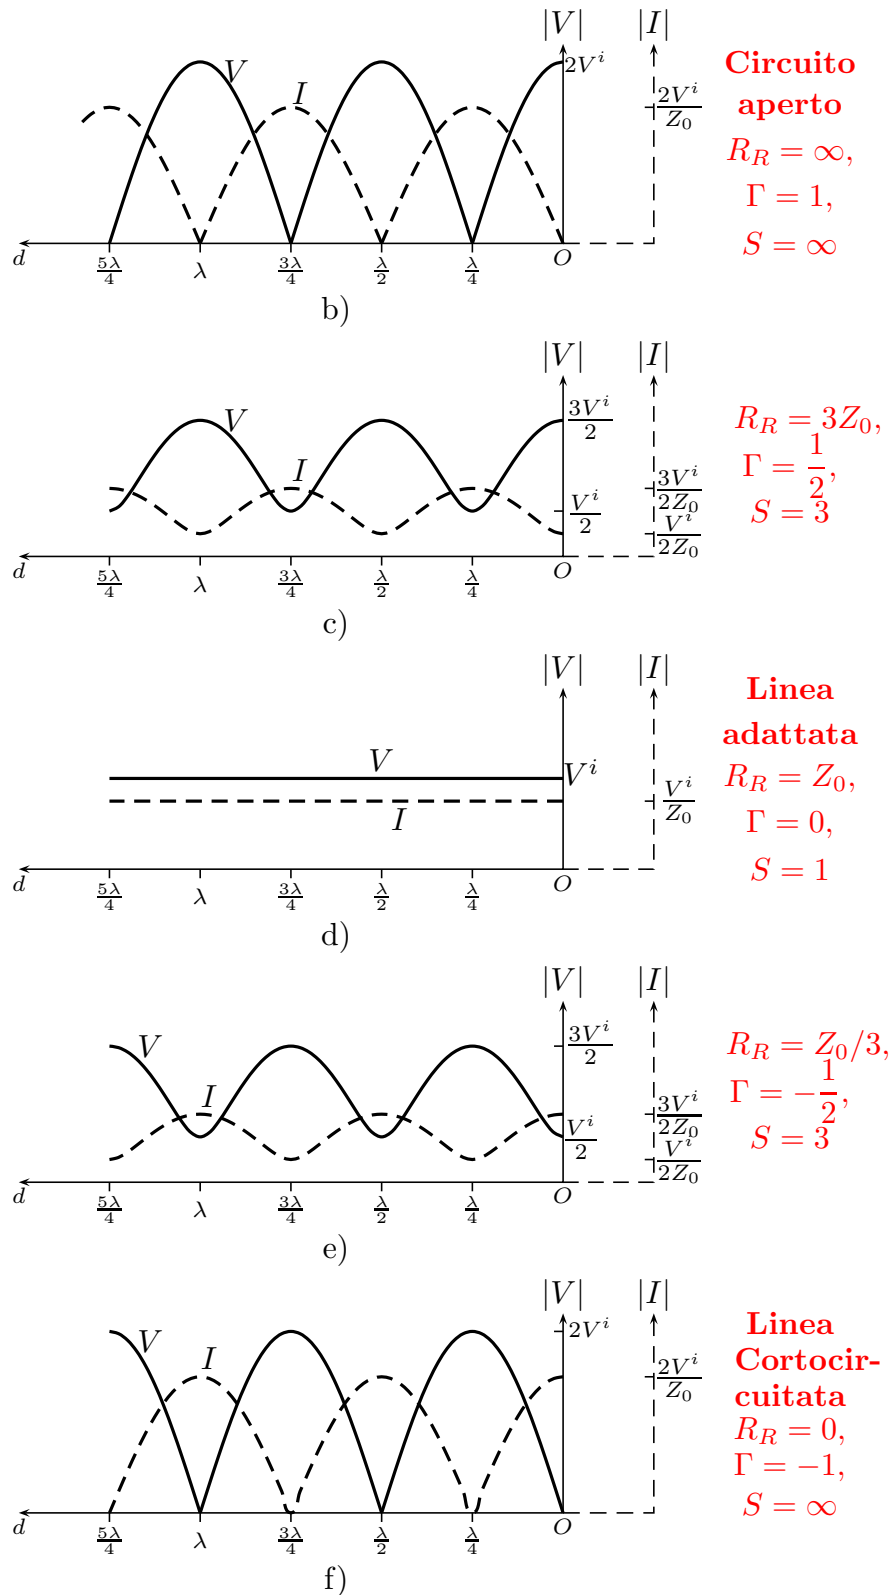 |V| |I|
2V^i
V
I
2V^i/Z_0
Circuito
aperto
R_R = ∞,
Γ = 1,
S = ∞
d 5λ/4 λ 3λ/4 λ/2 λ/4 O
b)
|V| |I|
V
I
3V^i/2
V^i/2
3V^i/2Z_0
V^i/2Z_0
R_R = 3Z_0,
Γ = 1/2,
S = 3
d 5λ/4 λ 3λ/4 λ/2 λ/4 O
c)
|V| |I|
V
I
V^i
V^i/Z_0
Linea
adattata
R_R = Z_0,
Γ = 0,
S = 1
d 5λ/4 λ 3λ/4 λ/2 λ/4 O
d)
|V| |I|
V
I
3V^i/2
V^i/2
3V^i/2Z_0
V^i/2Z_0
R_R = Z_0/3,
Γ = −1/2,
S = 3
d 5λ/4 λ 3λ/4 λ/2 λ/4 O
e)
|V| |I|
V
I
2V^i
2V^i/Z_0
Linea
Cortocir-
cuitata
R_R = 0,
Γ = −1,
S = ∞
d 5λ/4 λ 3λ/4 λ/2 λ/4 O
f)